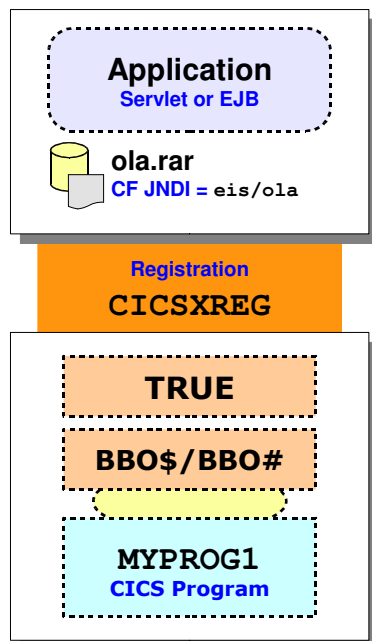 Application
Servlet or EJB
ola.rar
CF JNDI = eis/ola
Registration
CICSXREG
TRUE
BBO$/BBO#
MYPROG1
CICS Program